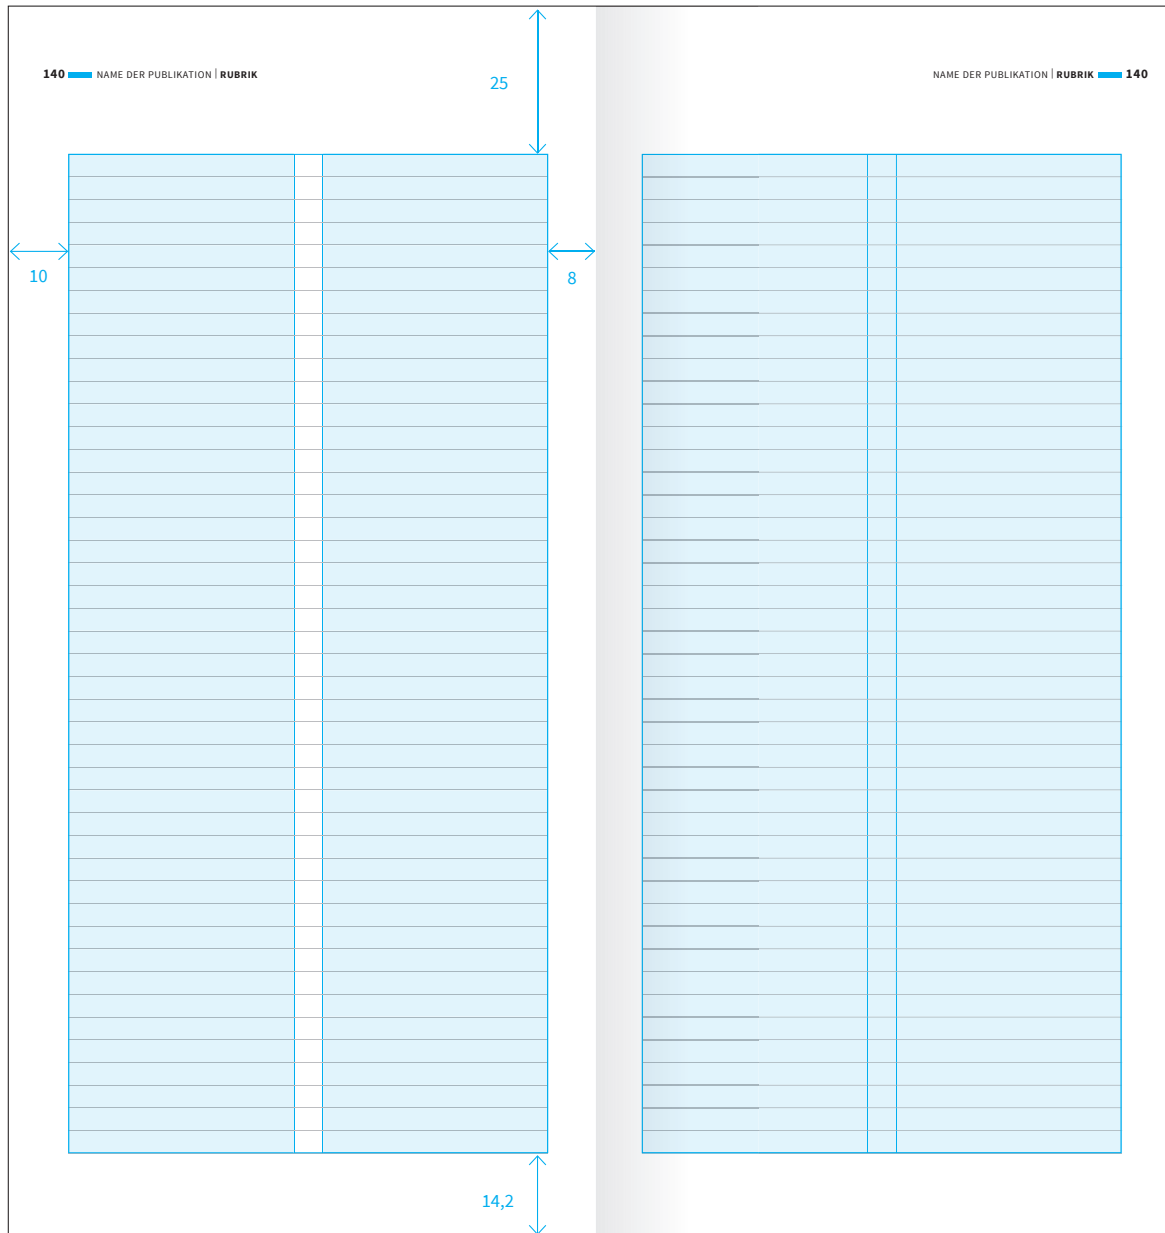 140 NAME DER PUBLIKATION | RUBRIK
NAME DER PUBLIKATION | RUBRIK 140
25
10
8
14,2